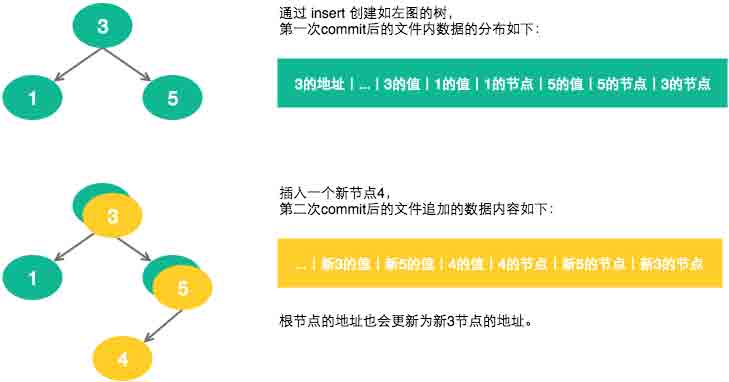 3
1
5
通过 insert 创建如左图的树，
第一次commit后的文件内数据的分布如下：
3的地址 | ... | 3的值 | 1的值 | 1的节点 | 5的值 | 5的节点 | 3的节点
3
1
5
4
插入一个新节点4，
第二次commit后的文件追加的数据内容如下：
... | 新3的值 | 新5的值 | 4的值 | 4的节点 | 新5的节点 | 新3的节点
根节点的地址也会更新为新3节点的地址。